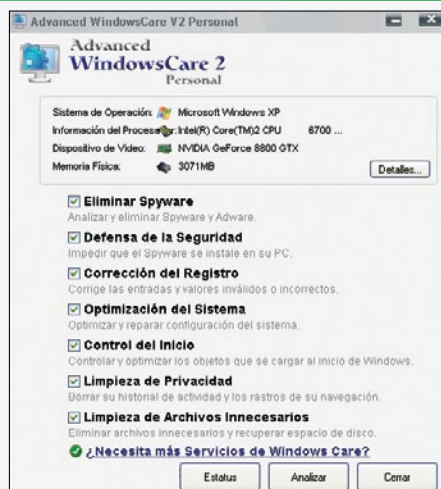 Advanced WindowsCare V2 Personal
Advanced
WindowsCare 2
Personal
Sistema de Operación: Microsoft Windows XP
Información del Procesador: Intel(R) Core(TM)2 CPU 6700 ...
Dispositivo de Video: NVIDIA GeForce 8800 GTX
Memoria Física: 3071MB
Detalles...
Eliminar Spyware
Analizar y eliminar Spyware y Adware.
Defensa de la Seguridad
Impedir que el Spyware se instale en su PC.
Corrección del Registro
Corrige las entradas y valores inválidos o incorrectos.
Optimización del Sistema
Optimizar y reparar configuración del sistema.
Control del Inicio
Controlar y optimizar los objetos que se cargar al inicio de Windows.
Limpieza de Privacidad
Borrar su historial de actividad y los rastros de su navegación.
Limpieza de Archivos Innecesarios
Eliminar archivos innecesarios y recuperar espacio de disco.
¿Necesita más Servicios de Windows Care?
Estatus Analizar Cerrar